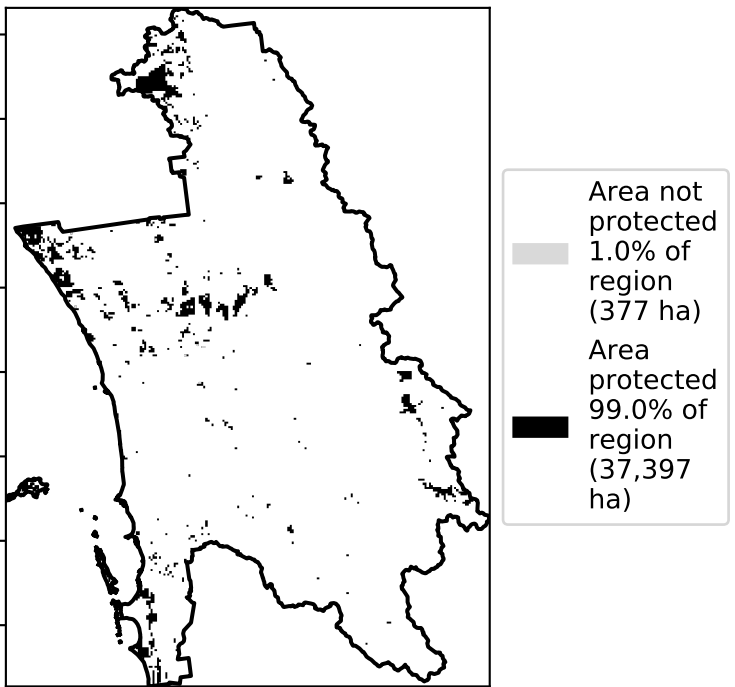 Area not
protected
1.0% of
region
(377 ha)
Area
protected
99.0% of
region
(37,397
ha)